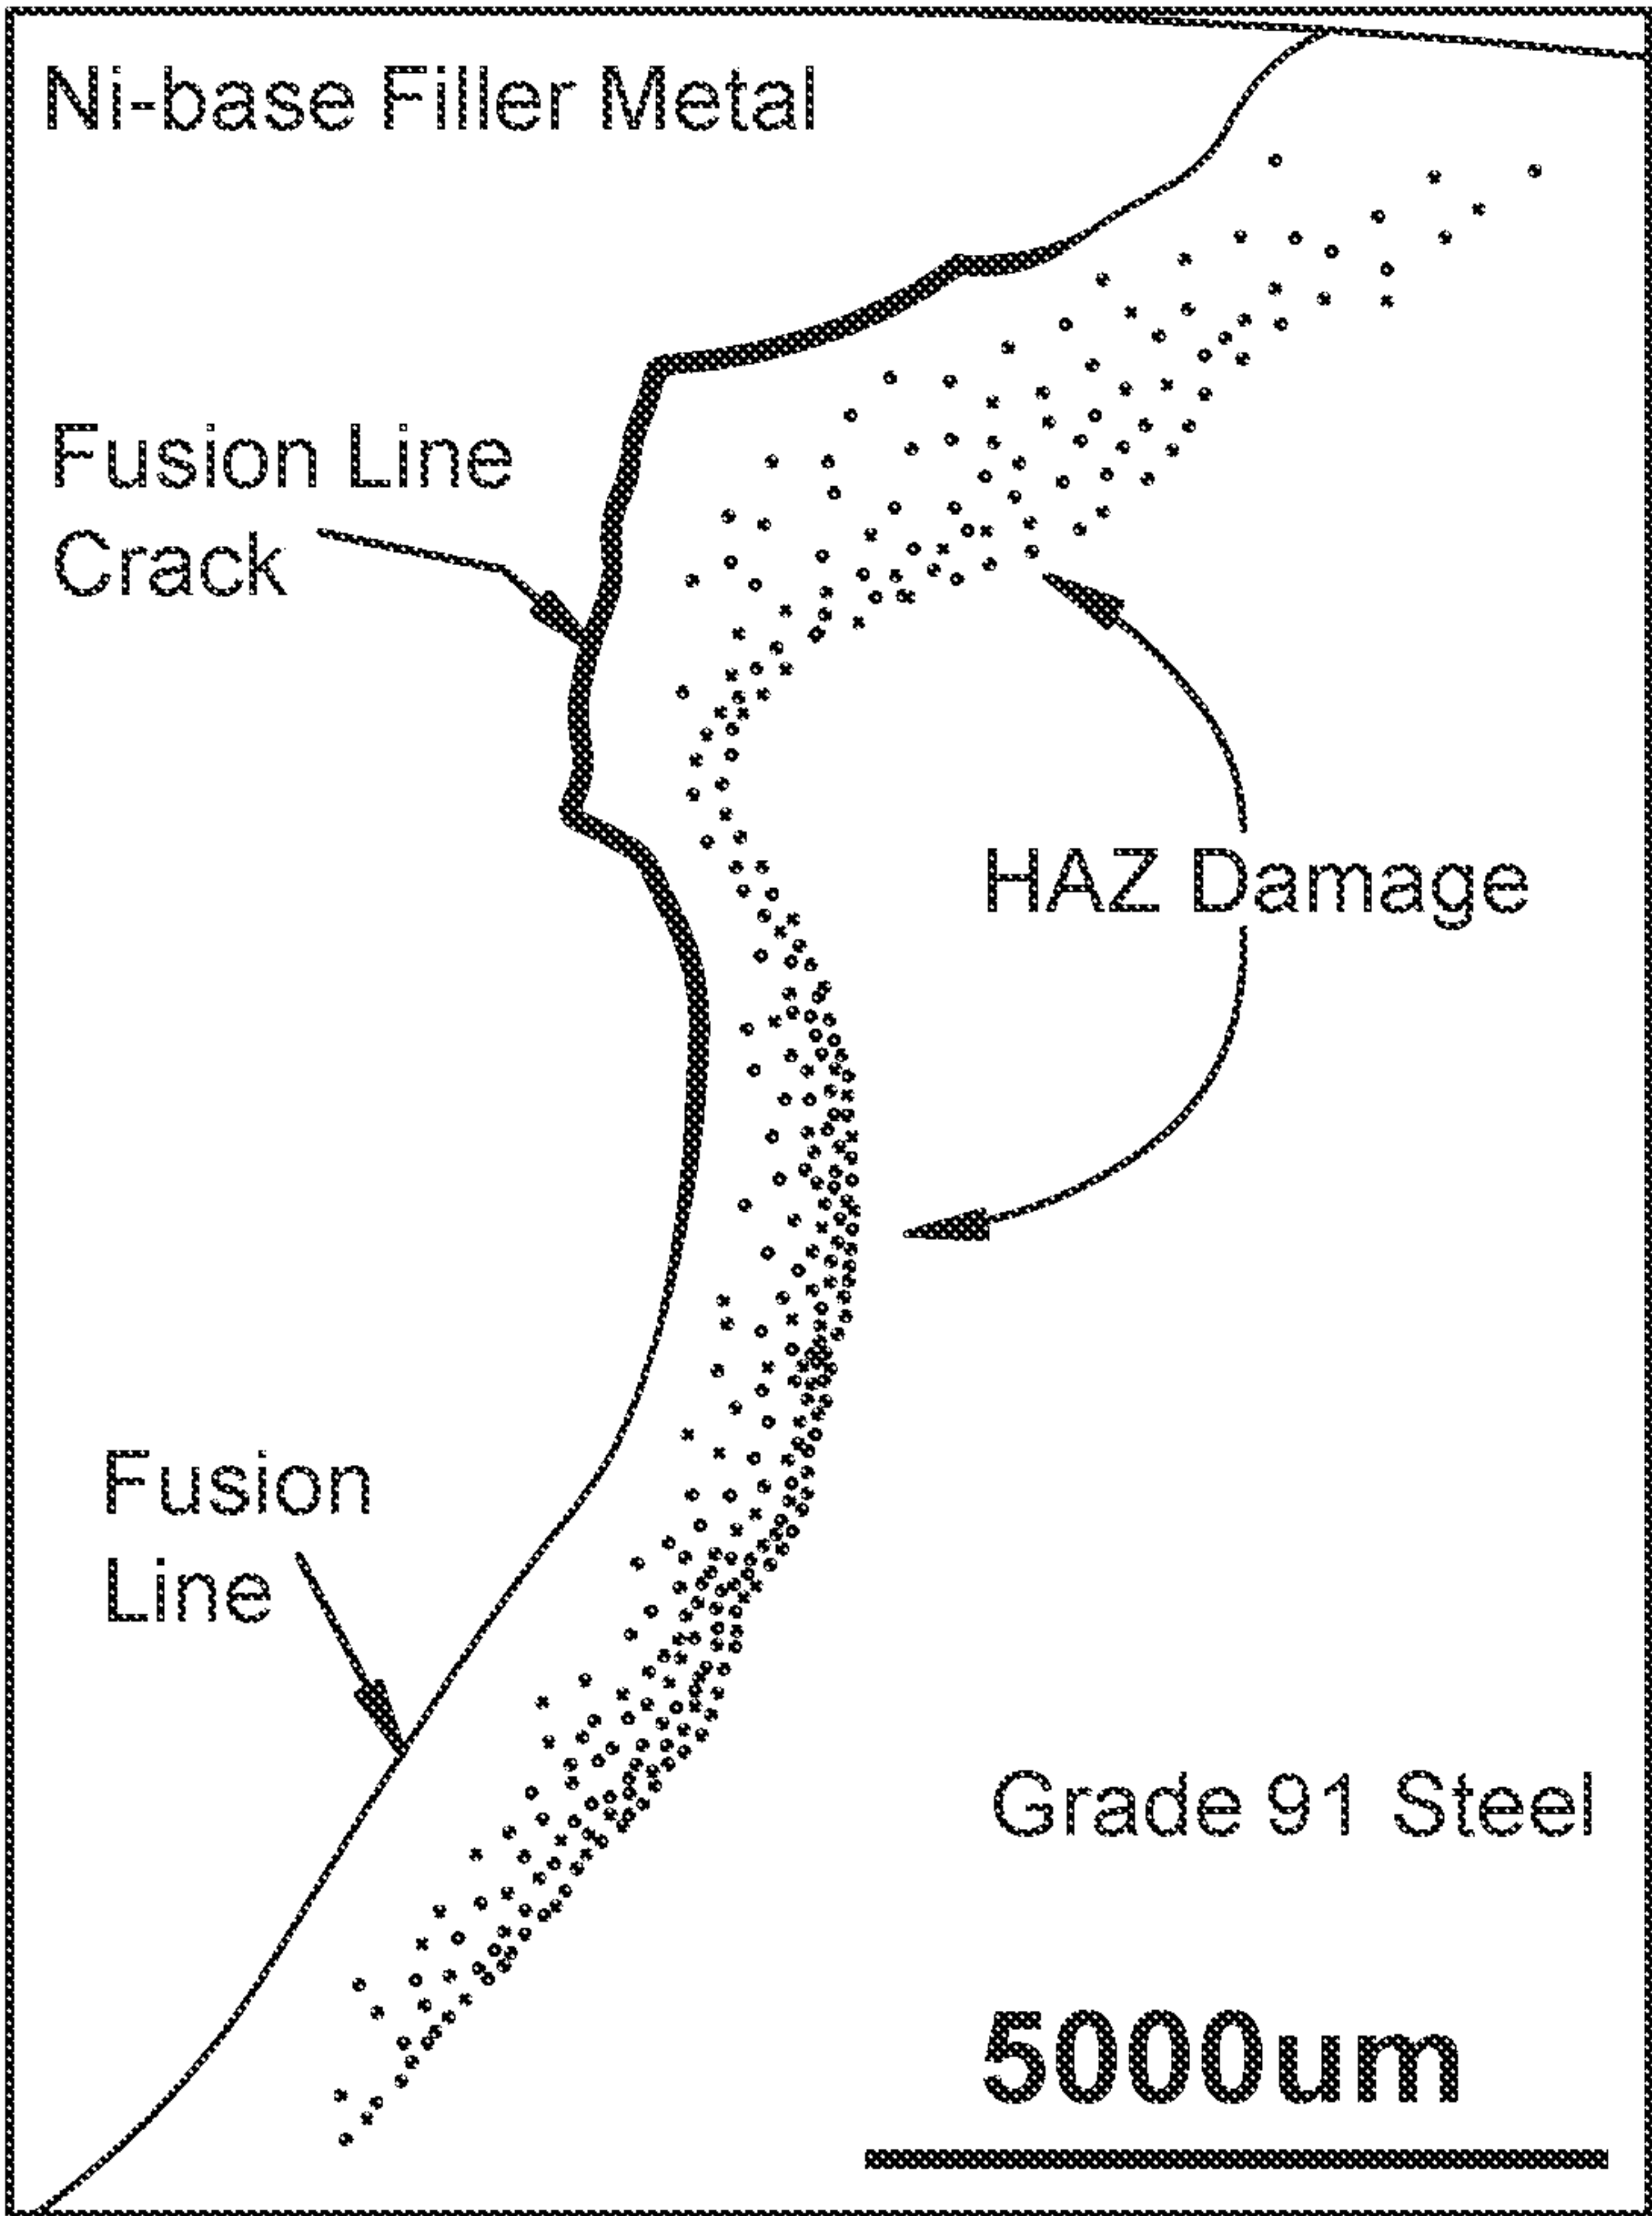 Ni-base Filler Metal
Fusion Line
Crack
HAZ Damage
Fusion
Line
Grade 91 Steel
5000um